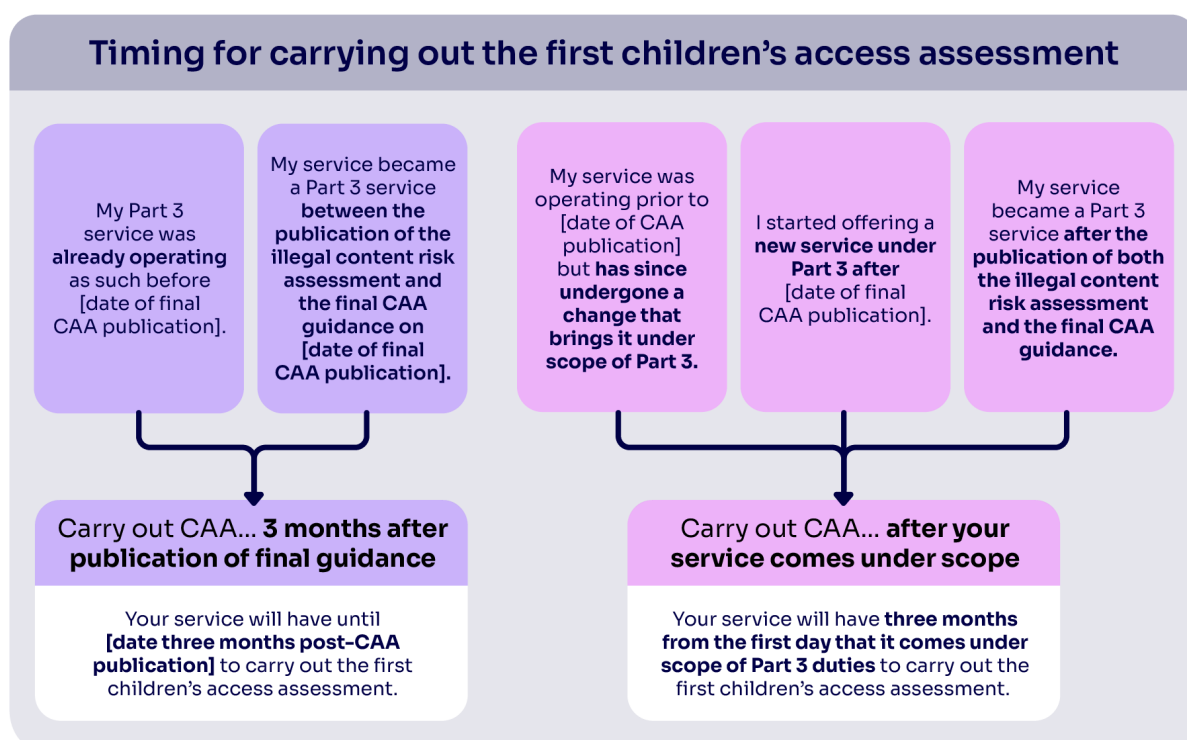 Timing for carrying out the first children’s access assessment
My Part 3
service was
already operating
as such before
[date of final
CAA publication].
My service became
a Part 3 service
between the
publication of the
illegal content risk
assessment and
the final CAA
guidance on
[date of final
CAA publication].
My service was
operating prior to
[date of CAA
publication]
but has since
undergone a
change that
brings it under
scope of Part 3.
I started offering a
new service under
Part 3 after
[date of final
CAA publication].
My service
became a Part 3
service after the
publication of both
the illegal content
risk assessment
and the final CAA
guidance.
Carry out CAA... 3 months after
publication of final guidance
Your service will have until
[date three months post–CAA
publication] to carry out the first
children’s access assessment.
Carry out CAA... after your
service comes under scope
Your service will have three months
from the first day that it comes under
scope of Part 3 duties to carry out the
first children’s access assessment.